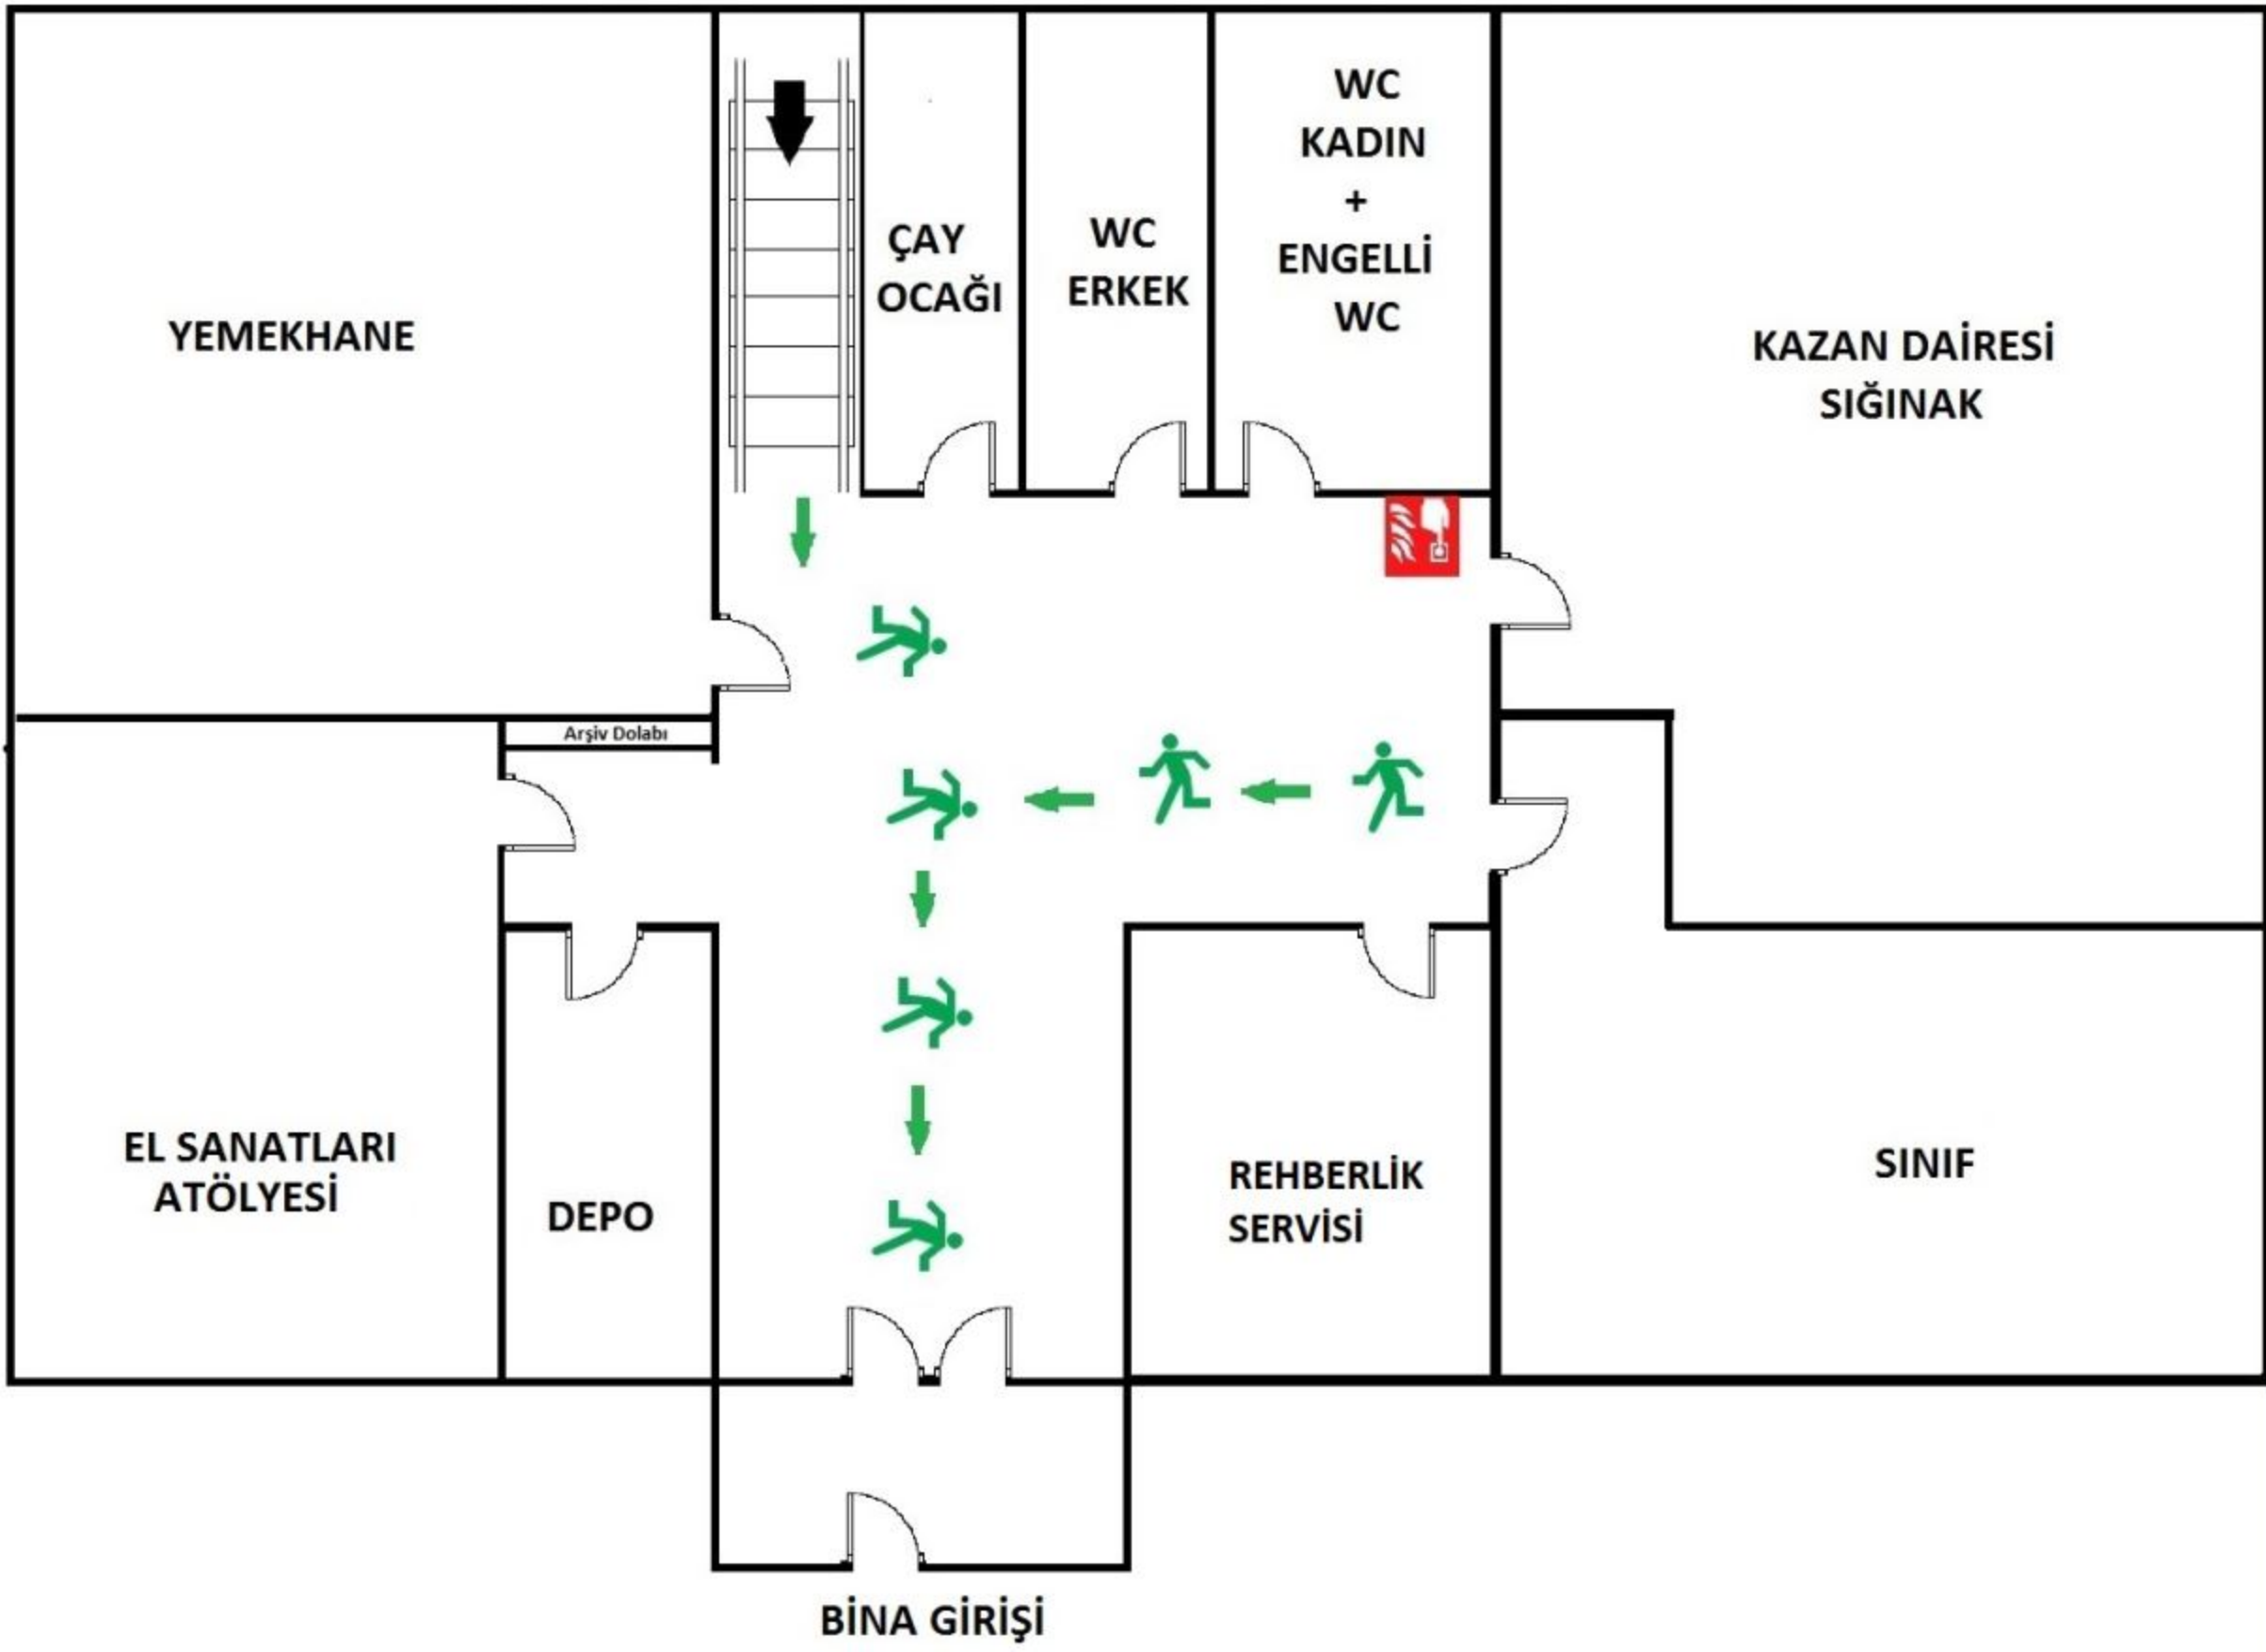 WC
KADIN
+
ENGELLİ
WC
ÇAY
OCAĞI
WC
ERKEK
YEMEKHANE
KAZAN DAİRESİ
SIĞINAK
Arşiv Dolabı
EL SANATLARI
ATÖLYESİ
DEPO
REHBERLİK
SERVİSİ
SINIF
BİNA GİRİŞİ